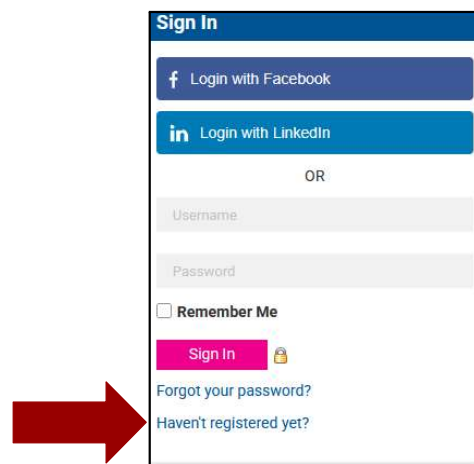 Sign In
f Login with Facebook
in Login with LinkedIn
OR
Username
Password
Remember Me
Sign In
Forgot your password?
Haven't registered yet?